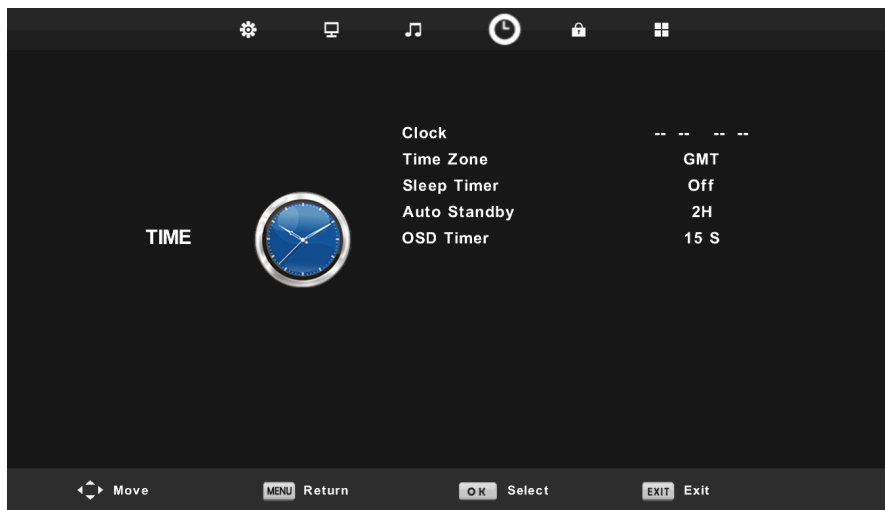 Clock -- -- -- --
Time Zone GMT
Sleep Timer Off
Auto Standby 2H
TIME
OSD Timer 15 S
Move MENU Return OK Select EXIT Exit